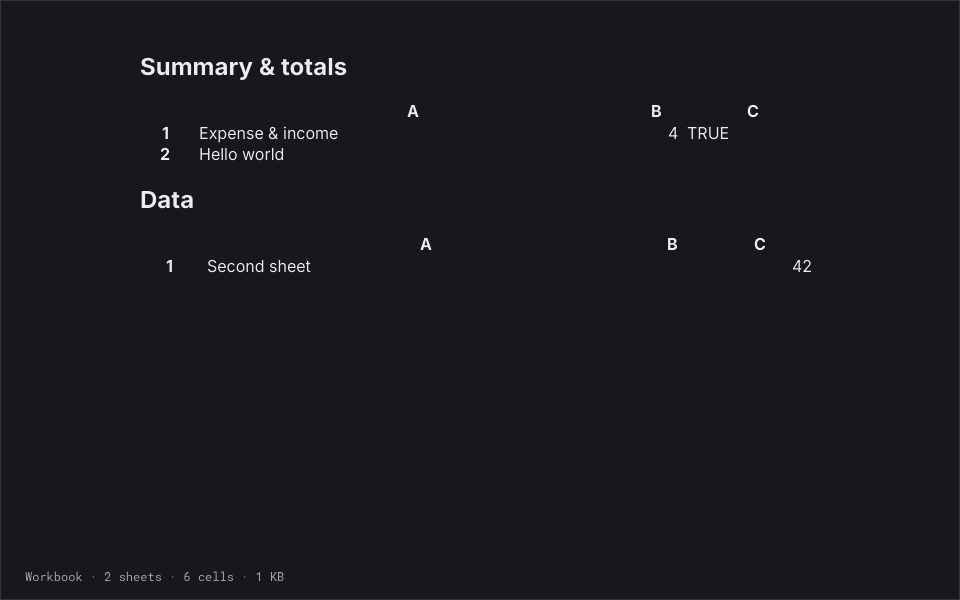 Summary & totals
A B C
1 Expense & income 4 TRUE
2 Hello world
Data
A B C
1 Second sheet 42
Workbook · 2 sheets · 6 cells · 1 KB